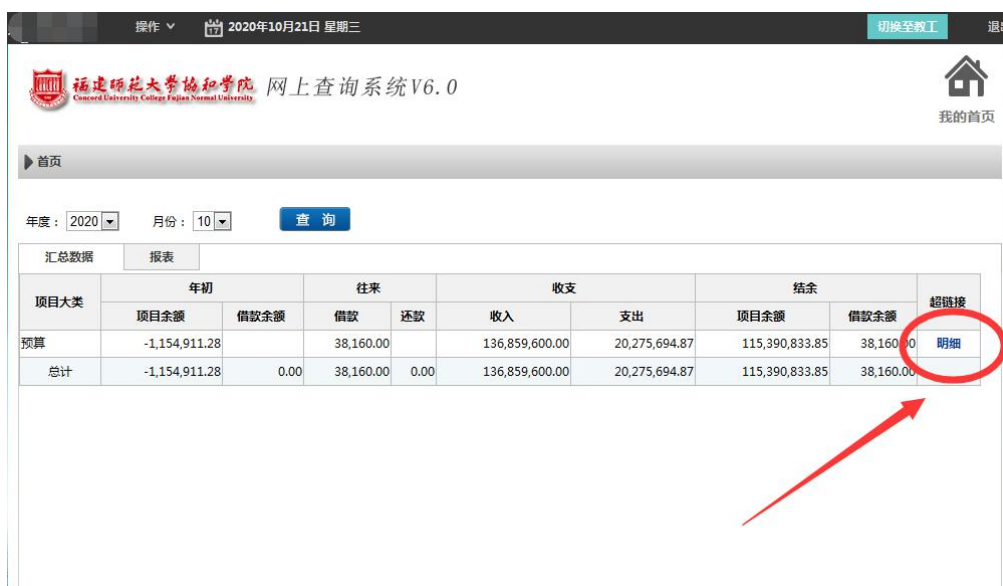 操作 17 2020年10月21日 星期三 切换至教工 退出
福建师范大学协和学院 网上查询系统V6.0
Concord University College Fujian Normal University
我的首页
首页
年度： 2020 月份： 10 查 询
汇总数据 报表
项目大类 年初 往来 收支 结余 超链接
项目余额 借款余额 借款 还款 收入 支出 项目余额 借款余额
预算 -1,154,911.28 38,160.00 136,859,600.00 20,275,694.87 115,390,833.85 38,160.00 明细
总计 -1,154,911.28 0.00 38,160.00 0.00 136,859,600.00 20,275,694.87 115,390,833.85 38,160.00